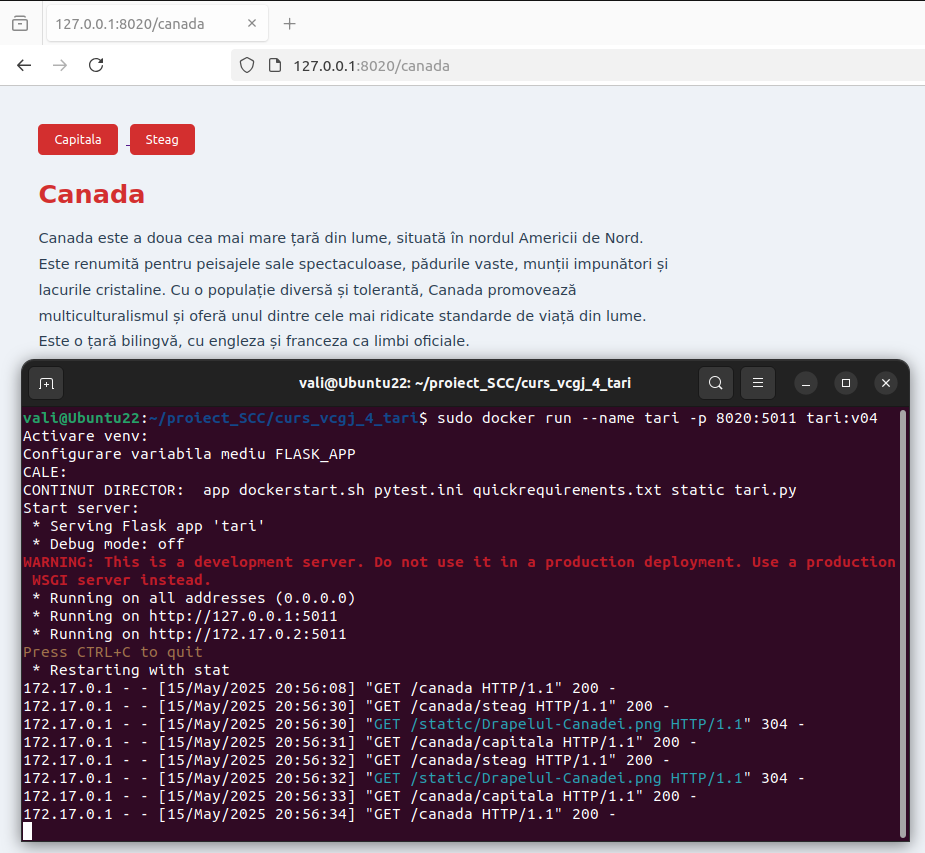 127.0.0.1:8020/canada
127.0.0.1:8020/canada
Capitala Steag
Canada
Canada este a doua cea mai mare țară din lume, situată în nordul Americii de Nord.
Este renumită pentru peisajele sale spectaculoase, pădurile vaste, munții impunători și
lacurile cristaline. Cu o populație diversă și tolerantă, Canada promovează
multiculturalismul și oferă unul dintre cele mai ridicate standarde de viață din lume.
Este o țară bilingvă, cu engleza și franceza ca limbi oficiale.
vali@Ubuntu22: ~/proiect_SCC/curs_vcgj_4_tari
vali@Ubuntu22:~/proiect_SCC/curs_vcgj_4_tari$ sudo docker run --name tari -p 8020:5011 tari:v04
Activare venv:
Configurare variabila mediu FLASK_APP
CALE:
CONTINUT DIRECTOR:  app dockerstart.sh pytest.ini quickrequirements.txt static tari.py
Start server:
 * Serving Flask app 'tari'
 * Debug mode: off
WARNING: This is a development server. Do not use it in a production deployment. Use a production
 WSGI server instead.
 * Running on all addresses (0.0.0.0)
 * Running on http://127.0.0.1:5011
 * Running on http://172.17.0.2:5011
Press CTRL+C to quit
 * Restarting with stat
172.17.0.1 - - [15/May/2025 20:56:08] "GET /canada HTTP/1.1" 200 -
172.17.0.1 - - [15/May/2025 20:56:30] "GET /canada/steag HTTP/1.1" 200 -
172.17.0.1 - - [15/May/2025 20:56:30] "GET /static/Drapelul-Canadei.png HTTP/1.1" 304 -
172.17.0.1 - - [15/May/2025 20:56:31] "GET /canada/capitala HTTP/1.1" 200 -
172.17.0.1 - - [15/May/2025 20:56:32] "GET /canada/steag HTTP/1.1" 200 -
172.17.0.1 - - [15/May/2025 20:56:32] "GET /static/Drapelul-Canadei.png HTTP/1.1" 304 -
172.17.0.1 - - [15/May/2025 20:56:33] "GET /canada/capitala HTTP/1.1" 200 -
172.17.0.1 - - [15/May/2025 20:56:34] "GET /canada HTTP/1.1" 200 -